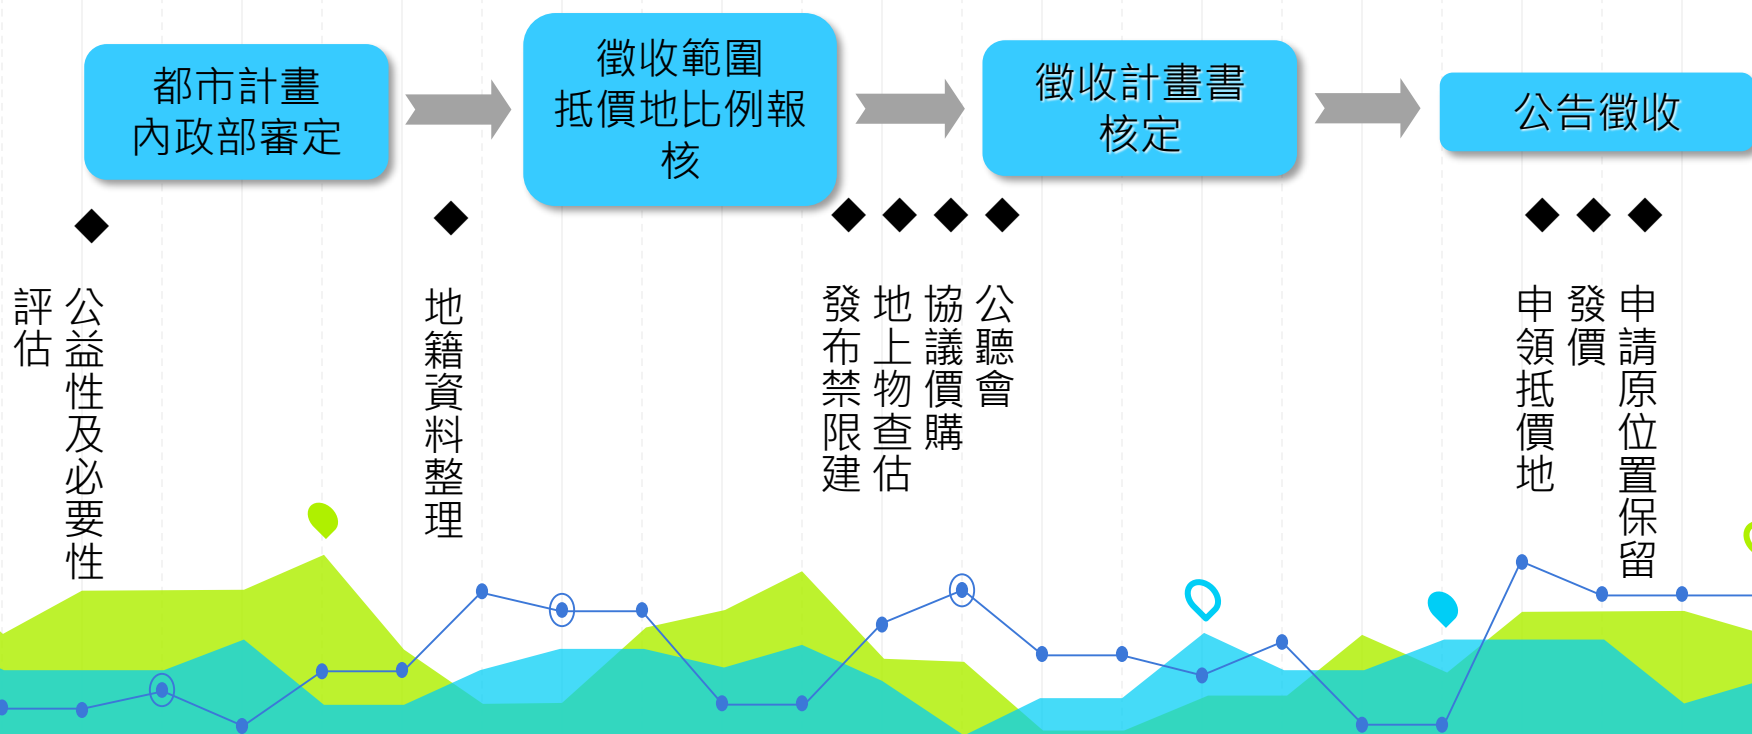 都市計畫
內政部審定
徵收範圍
抵價地比例報
核
徵收計畫書
核定
公告徵收
公益性及必要性
評估
地籍資料整理
發布禁限建
地上物查估
協議價購
公聽會
申領抵價地
發價
申請原位置保留